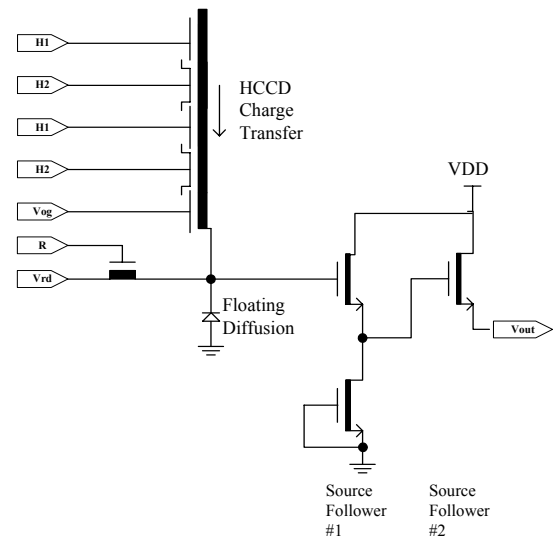 H1
H2
HCCD
Charge
Transfer
H1
H2
VDD
Vog
R
Vrd
Floating
Diffusion
Vout
Source
Follower
#1
Source
Follower
#2